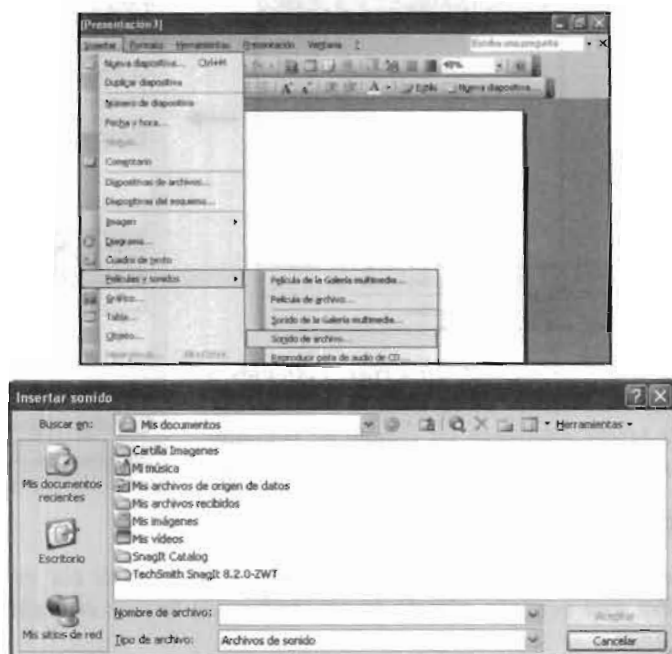 [Presentación3]
Insertar Formato Herramientas Presentación Ventana ? Escriba una pregunta
Nueva diapositiva... Ctrl+M
Duplicar diapositiva
Número de diapositiva
Fecha y hora...
Comentario
Diapositivas de archivos...
Diapositivas del esquema...
Imagen
Diagrama...
Cuadro de texto
Películas y sonidos
Gráfico...
Tabla...
Objeto...
Estilo Nueva diapositiva...
Película de la Galería multimedia...
Película de archivo...
Sonido de la Galería multimedia...
Sonido de archivo...
Reproducir pista de audio de CD...
Insertar sonido
Buscar en: Mis documentos Herramientas
Mis documentos recientes
Escritorio
Mis sitios de red
Cartilla Imagenes
Mi música
Mis archivos de origen de datos
Mis archivos recibidos
Mis imágenes
Mis vídeos
SnagIt Catalog
TechSmith SnagIt 8.2.0-ZWT
Nombre de archivo:
Aceptar
Tipo de archivo: Archivos de sonido
Cancelar